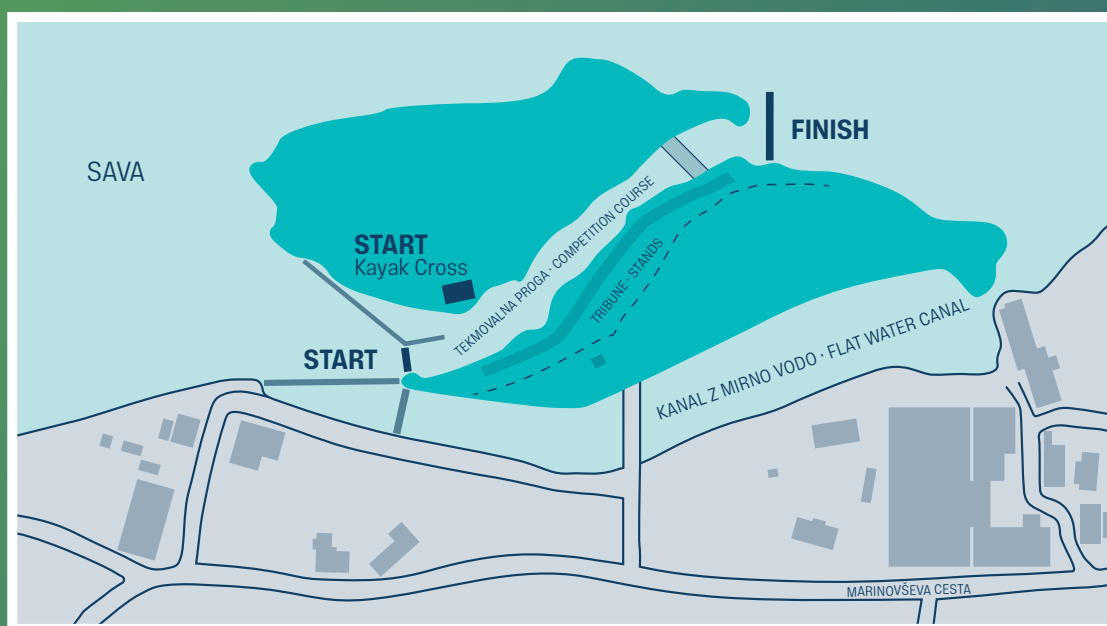 SAVA
FINISH
START
Kayak Cross
TEKMOVALNA PROGA · COMPETITION COURSE
TRIBUNE · STANDS
START
KANAL Z MIRNO VODO · FLAT WATER CANAL
MARINOVŠEVA CESTA